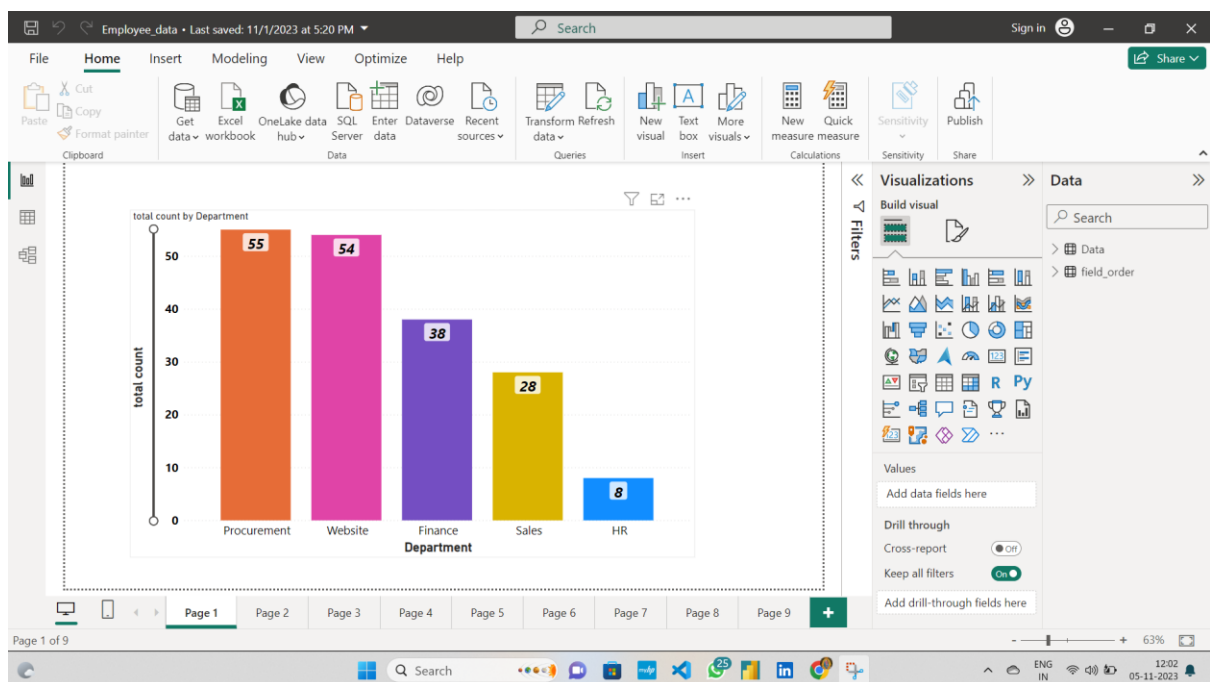 Employee_data • Last saved: 11/1/2023 at 5:20 PM
Search
Sign in
File Home Insert Modeling View Optimize Help
Share
Paste
Cut
Copy
Format painter
Clipboard
Get data
Excel workbook
OneLake data hub
SQL Server
Enter data
Dataverse
Recent sources
Data
Transform data
Refresh
Queries
New visual
Text box
More visuals
Insert
New measure
Quick measure
Calculations
Sensitivity
Sensitivity
Publish
Share
total count by Department
total count
50
40
30
20
10
0
55
54
38
28
8
Procurement Website Finance Sales HR
Department
Filters
Visualizations
Build visual
123
R Py
123
Values
Add data fields here
Drill through
Cross-report
Off
Keep all filters
On
Add drill-through fields here
Data
Search
Data
field_order
Page 1 Page 2 Page 3 Page 4 Page 5 Page 6 Page 7 Page 8 Page 9 +
Page 1 of 9
- + 63%
Search
25
in
ENG
IN
12:02
05-11-2023